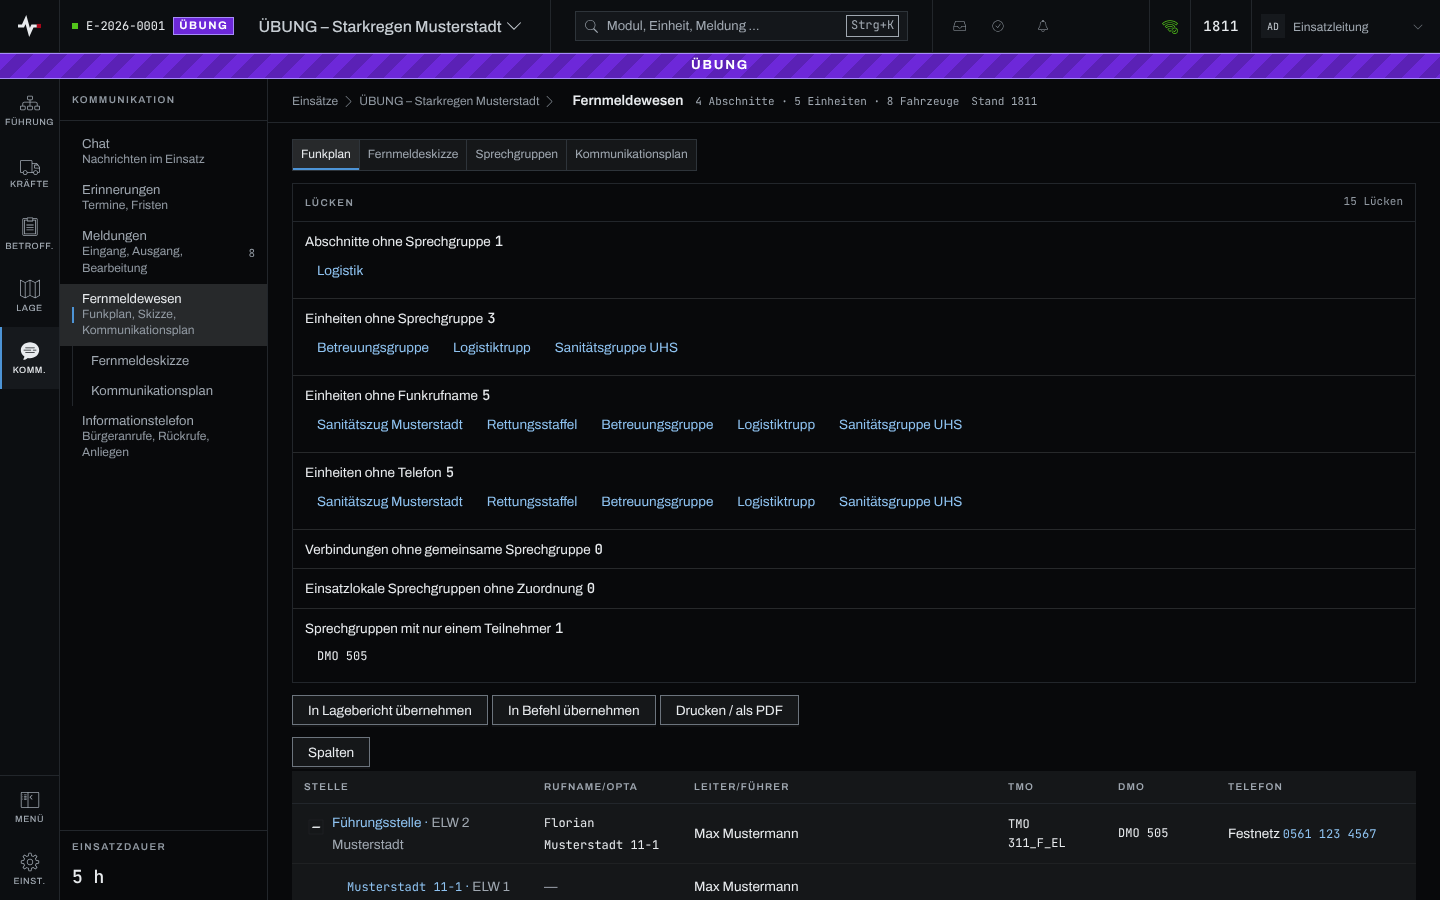 E-2026-0001 ÜBUNG ÜBUNG – Starkregen Musterstadt Modul, Einheit, Meldung ... Strg+K 1811 AD Einsatzleitung
ÜBUNG
FÜHRUNG
KRÄFTE
BETROFF.
LAGE
KOMM.
MENÜ
EINST.
KOMMUNIKATION
Chat
Nachrichten im Einsatz
Erinnerungen
Termine, Fristen
Meldungen
Eingang, Ausgang,
Bearbeitung
8
Fernmeldewesen
Funkplan, Skizze,
Kommunikationsplan
Fernmeldeskizze
Kommunikationsplan
Informationstelefon
Bürgeranrufe, Rückrufe,
Anliegen
EINSATZDAUER
5 h
Einsätze ÜBUNG – Starkregen Musterstadt Fernmeldewesen 4 Abschnitte · 5 Einheiten · 8 Fahrzeuge Stand 1811
Funkplan Fernmeldeskizze Sprechgruppen Kommunikationsplan
LÜCKEN 15 Lücken
Abschnitte ohne Sprechgruppe 1
Logistik
Einheiten ohne Sprechgruppe 3
Betreuungsgruppe Logistiktrupp Sanitätsgruppe UHS
Einheiten ohne Funkrufname 5
Sanitätszug Musterstadt Rettungsstaffel Betreuungsgruppe Logistiktrupp Sanitätsgruppe UHS
Einheiten ohne Telefon 5
Sanitätszug Musterstadt Rettungsstaffel Betreuungsgruppe Logistiktrupp Sanitätsgruppe UHS
Verbindungen ohne gemeinsame Sprechgruppe 0
Einsatzlokale Sprechgruppen ohne Zuordnung 0
Sprechgruppen mit nur einem Teilnehmer 1
DMO 505
In Lagebericht übernehmen In Befehl übernehmen Drucken / als PDF
Spalten
STELLE RUFNAME/OPTA LEITER/FÜHRER TMO DMO TELEFON
– Führungsstelle · ELW 2
Musterstadt
Florian
Musterstadt 11-1
Max Mustermann
TMO
311_F_EL
DMO 505
Festnetz 0561 123 4567
Musterstadt 11-1 · ELW 1 — Max Mustermann